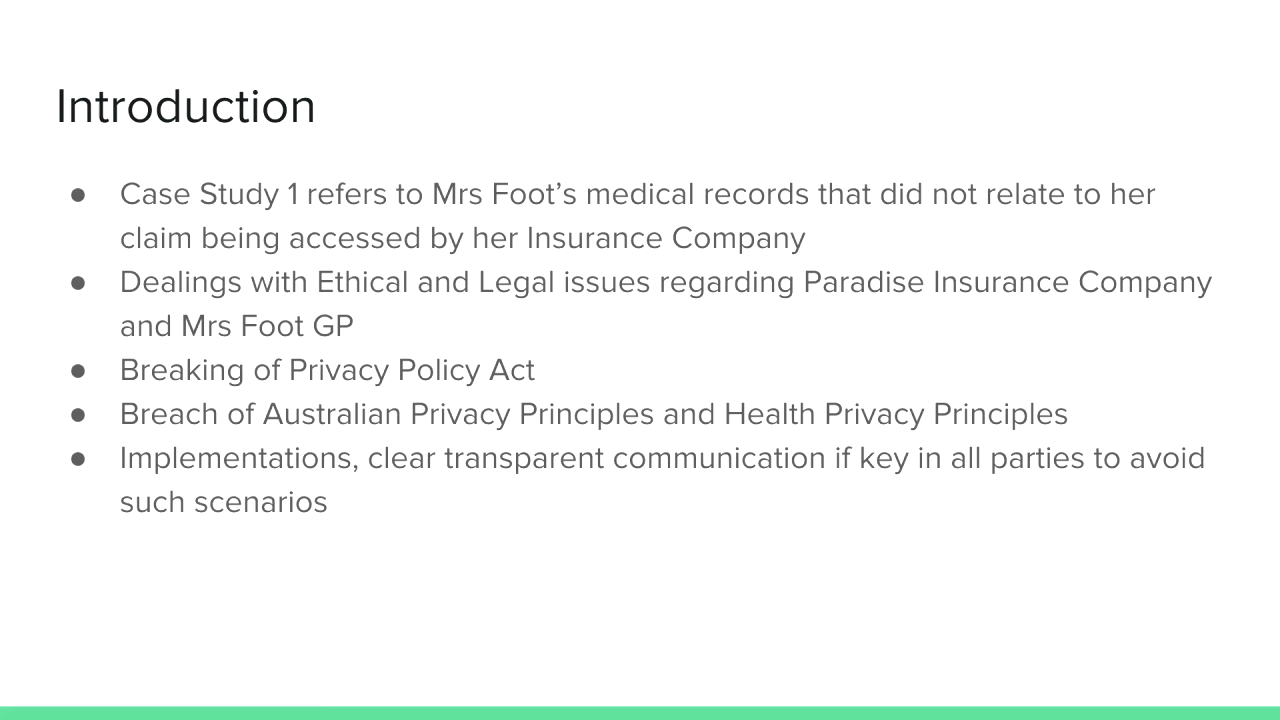 Introduction
● Case Study 1 refers to Mrs Foot’s medical records that did not relate to her
claim being accessed by her Insurance Company
● Dealings with Ethical and Legal issues regarding Paradise Insurance Company
and Mrs Foot GP
● Breaking of Privacy Policy Act
● Breach of Australian Privacy Principles and Health Privacy Principles
● Implementations, clear transparent communication if key in all parties to avoid
such scenarios